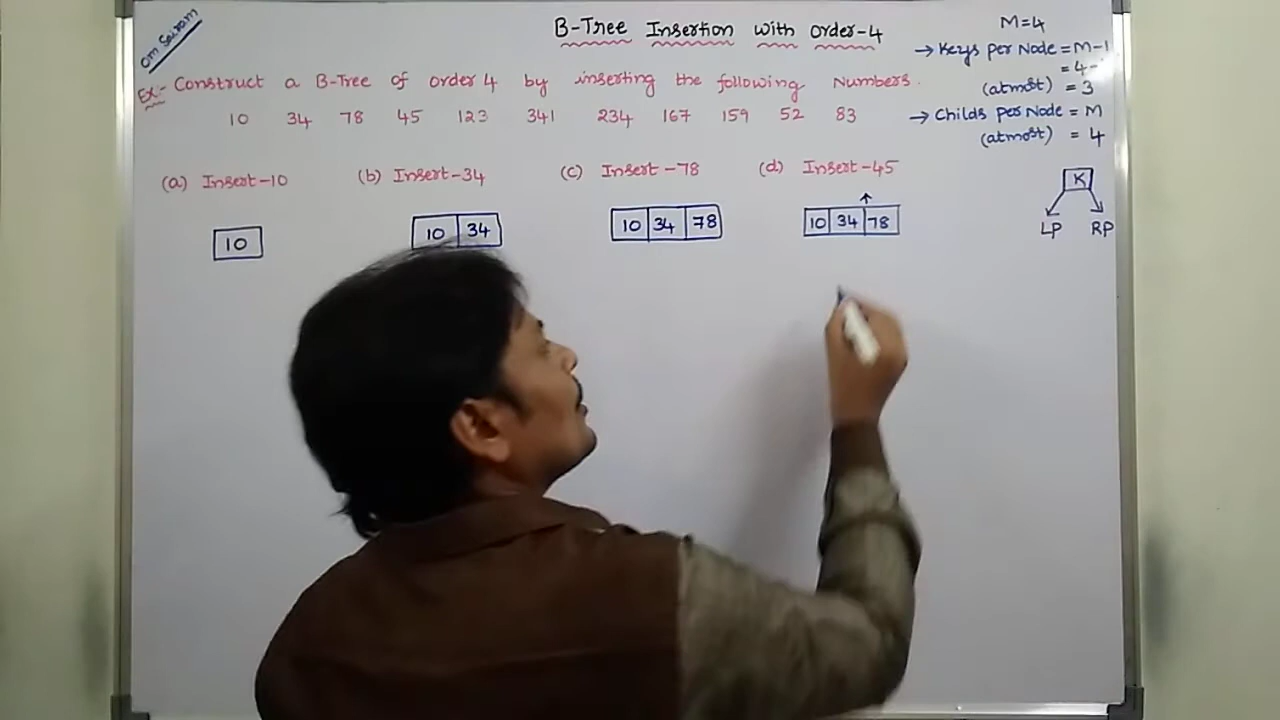 Om Sairam
B-Tree Insertion with order-4
Ex:- Construct a B-Tree of order 4 by inserting the following Numbers.
10 34 78 45 123 341 234 167 159 52 83
M=4
→ Keys per Node = M-1
= 4-
(atmost) = 3
→ Childs per Node = M
(atmost) = 4
(a) Insert-10
10
(b) Insert-34
10 34
(c) Insert-78
10 34 78
(d) Insert-45
↑
10 34 78
K
LP RP